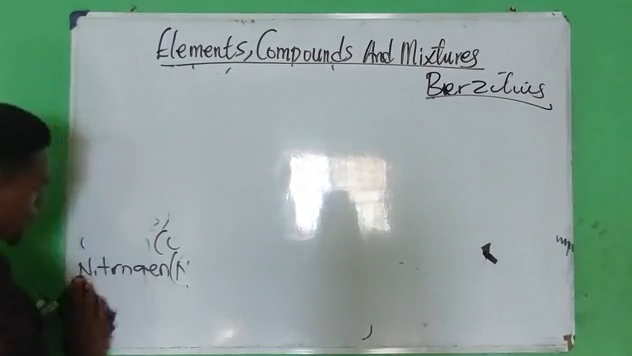 Elements, Compounds And Mixtures
Berzilius
(C
Nitrogen(N